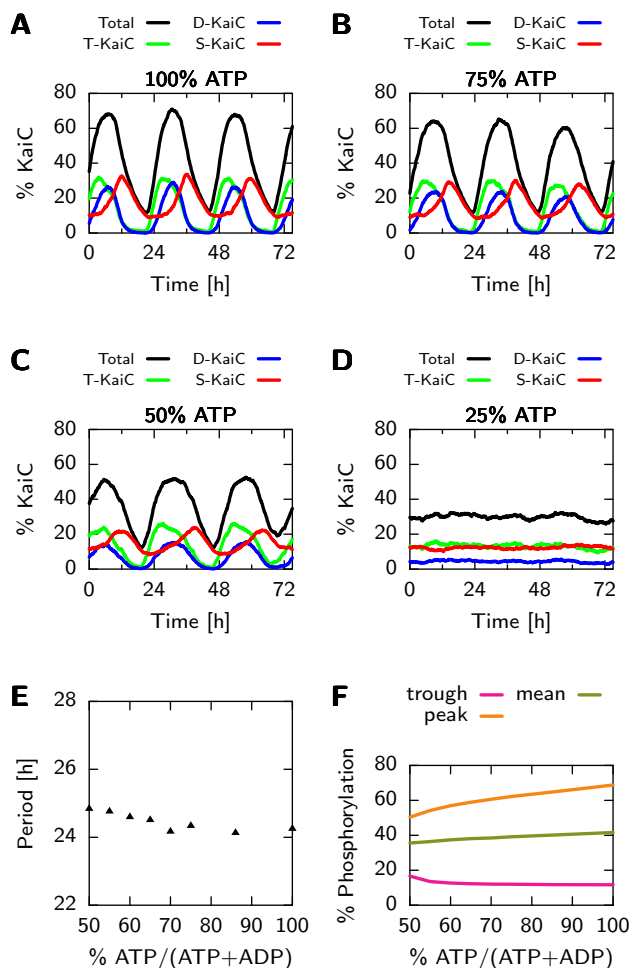 A
Total
D-KaiC
T-KaiC
S-KaiC
100% ATP
% KaiC
80
60
40
20
0
0 24 48 72
Time [h]
B
Total
D-KaiC
T-KaiC
S-KaiC
75% ATP
% KaiC
80
60
40
20
0
0 24 48 72
Time [h]
C
Total
D-KaiC
T-KaiC
S-KaiC
50% ATP
% KaiC
80
60
40
20
0
0 24 48 72
Time [h]
D
Total
D-KaiC
T-KaiC
S-KaiC
25% ATP
% KaiC
80
60
40
20
0
0 24 48 72
Time [h]
E
Period [h]
28
26
24
22
50 60 70 80 90 100
% ATP/(ATP+ADP)
F
trough
mean
peak
% Phosphorylation
80
60
40
20
0
50 60 70 80 90 100
% ATP/(ATP+ADP)